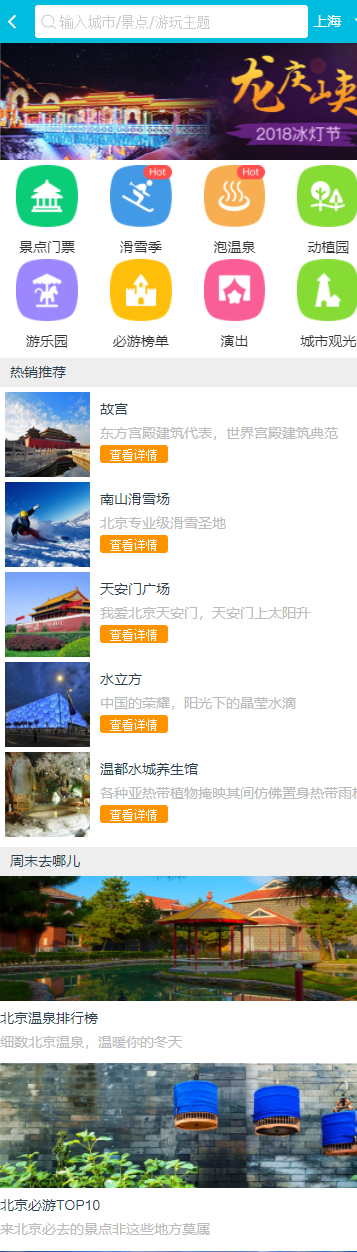 输入城市/景点/游玩主题
上海
龙庆峡
2018冰灯节
Hot
Hot
景点门票
滑雪季
泡温泉
动植园
游乐园
必游榜单
演出
城市观光
热销推荐
故宫
东方宫殿建筑代表，世界宫殿建筑典范
查看详情
南山滑雪场
北京专业级滑雪圣地
查看详情
天安门广场
我爱北京天安门，天安门上太阳升
查看详情
水立方
中国的荣耀，阳光下的晶莹水滴
查看详情
温都水城养生馆
各种亚热带植物掩映其间仿佛置身热带雨
查看详情
周末去哪儿
北京温泉排行榜
细数北京温泉，温暖你的冬天
北京必游TOP10
来北京必去的景点非这些地方莫属